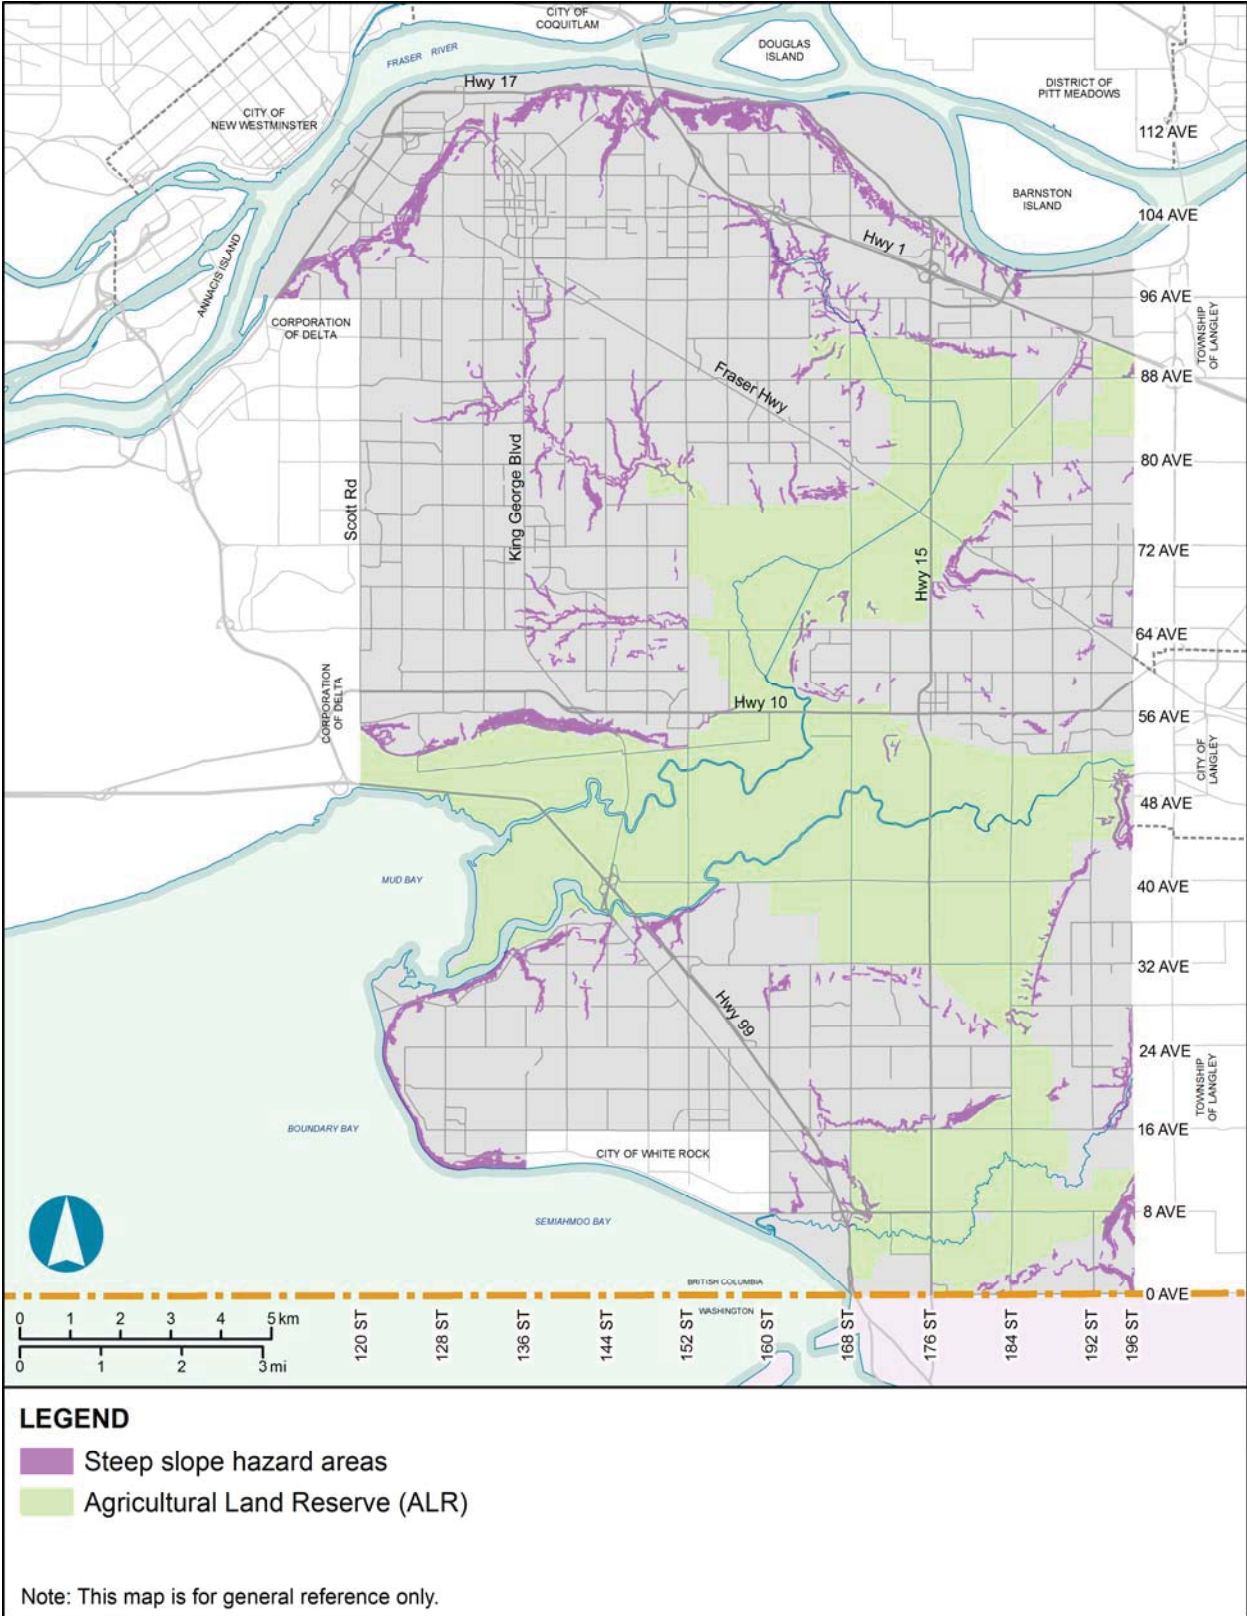 CITY OF
COQUITLAM
FRASER RIVER
DOUGLAS
ISLAND
Hwy 17
DISTRICT OF
PITT MEADOWS
CITY OF
NEW WESTMINSTER
112 AVE
BARNSTON
ISLAND
104 AVE
Hwy 1
ANNACIS ISLAND
96 AVE
CORPORATION
OF DELTA
TOWNSHIP
OF LANGLEY
88 AVE
Fraser Hwy
King George Blvd
80 AVE
Scott Rd
72 AVE
Hwy 15
64 AVE
CORPORATION
OF DELTA
Hwy 10
56 AVE
CITY OF
LANGLEY
48 AVE
MUD BAY
40 AVE
32 AVE
Hwy 99
24 AVE
TOWNSHIP
OF LANGLEY
BOUNDARY BAY
16 AVE
CITY OF WHITE ROCK
SEMIAHMOO BAY
8 AVE
BRITISH COLUMBIA
0 AVE
WASHINGTON
0 1 2 3 4 5 km
0 1 2 3 mi
120 ST
128 ST
136 ST
144 ST
152 ST
160 ST
168 ST
176 ST
184 ST
192 ST
196 ST
LEGEND
Steep slope hazard areas
Agricultural Land Reserve (ALR)
Note: This map is for general reference only.